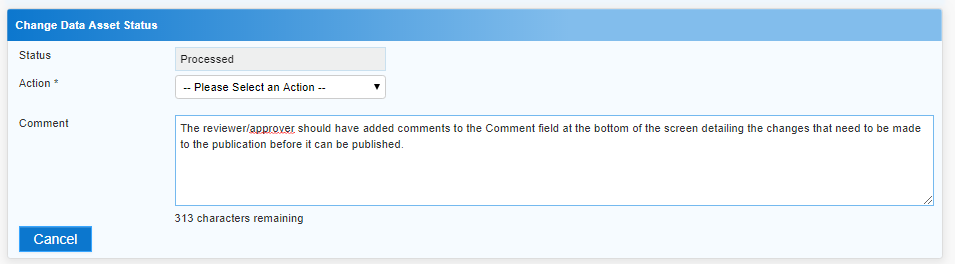 Change Data Asset Status
Status
Processed
Action *
-- Please Select an Action --
Comment
The reviewer/approver should have added comments to the Comment field at the bottom of the screen detailing the changes that need to be made
to the publication before it can be published.
313 characters remaining
Cancel